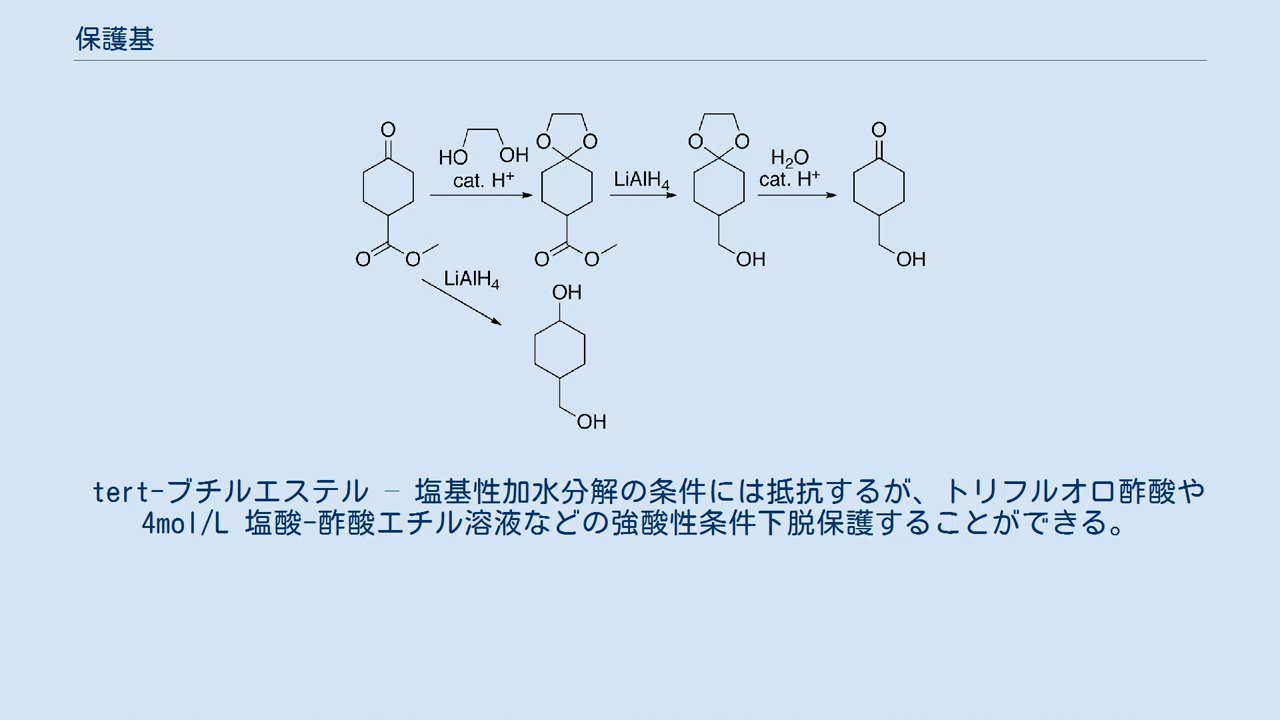 保護基
O
HO OH
cat. H⁺
O O
LiAlH₄
O O
H₂O
cat. H⁺
O
O O
O O
OH
OH
LiAlH₄
OH
OH
tert-ブチルエステル – 塩基性加水分解の条件には抵抗するが、トリフルオロ酢酸や
4mol/L 塩酸-酢酸エチル溶液などの強酸性条件下脱保護することができる。